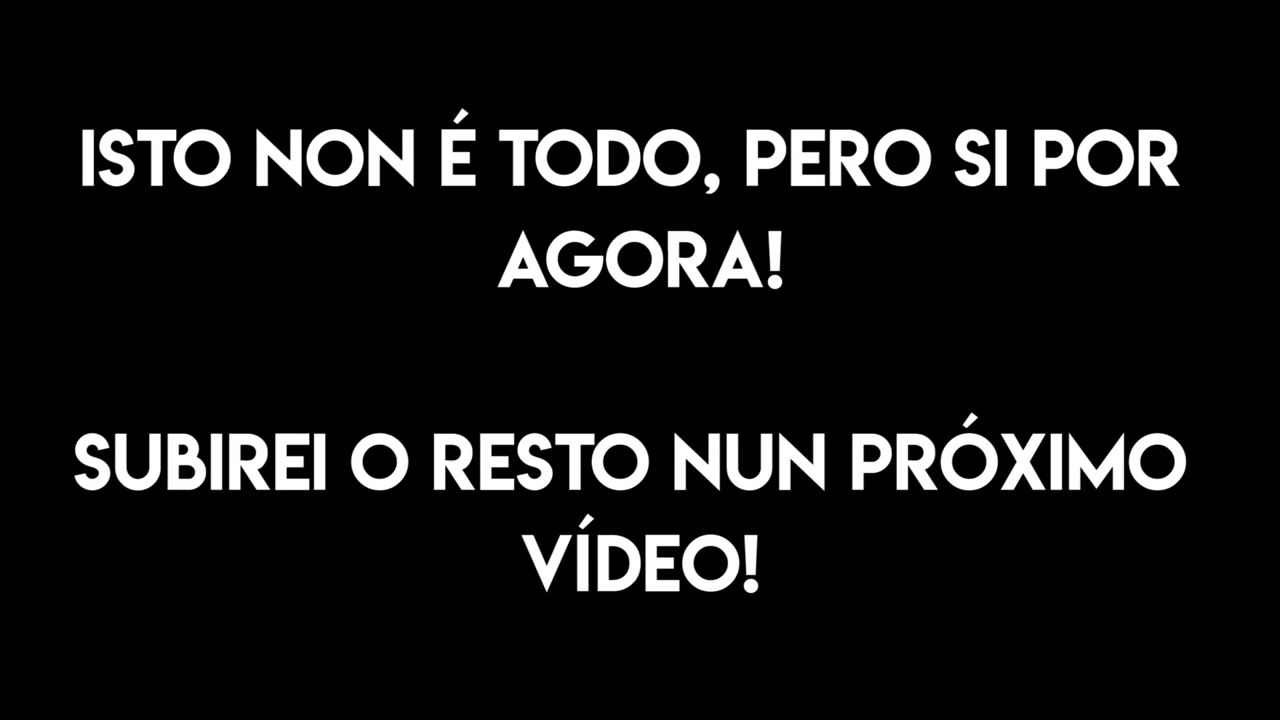 ISTO NON É TODO, PERO SI POR
AGORA!
SUBIREI O RESTO NUN PRÓXIMO
VÍDEO!